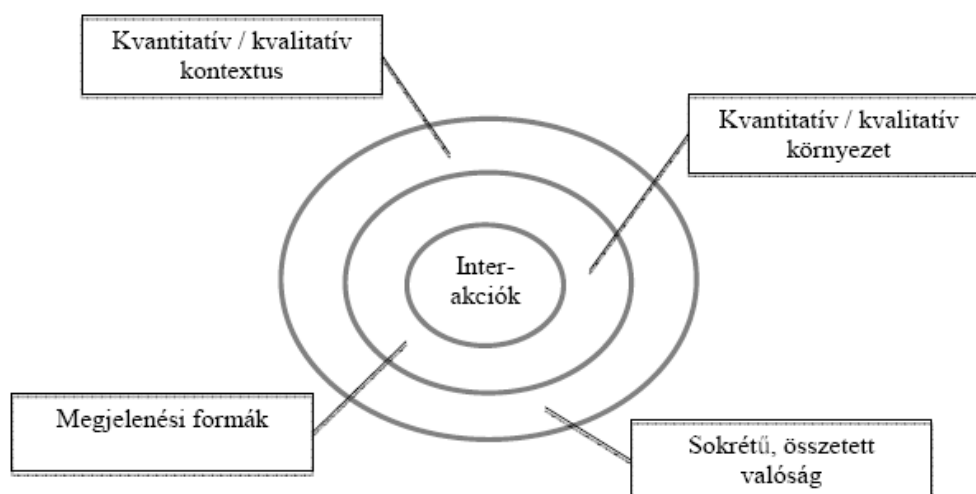 Kvantitatív / kvalitatív
kontextus
Kvantitatív / kvalitatív
környezet
Inter-
akciók
Megjelenési formák
Sokrétű, összetett
valóság